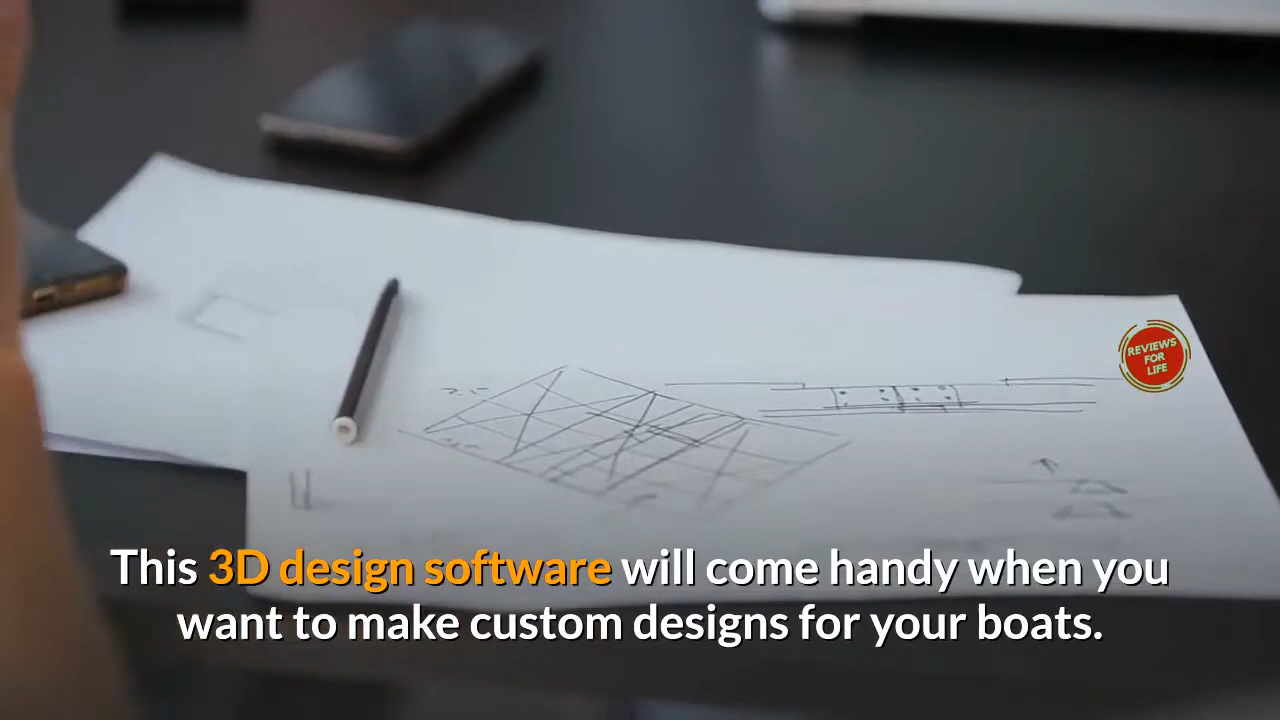 REVIEWS
FOR
LIFE
This 3D design software will come handy when you
want to make custom designs for your boats.